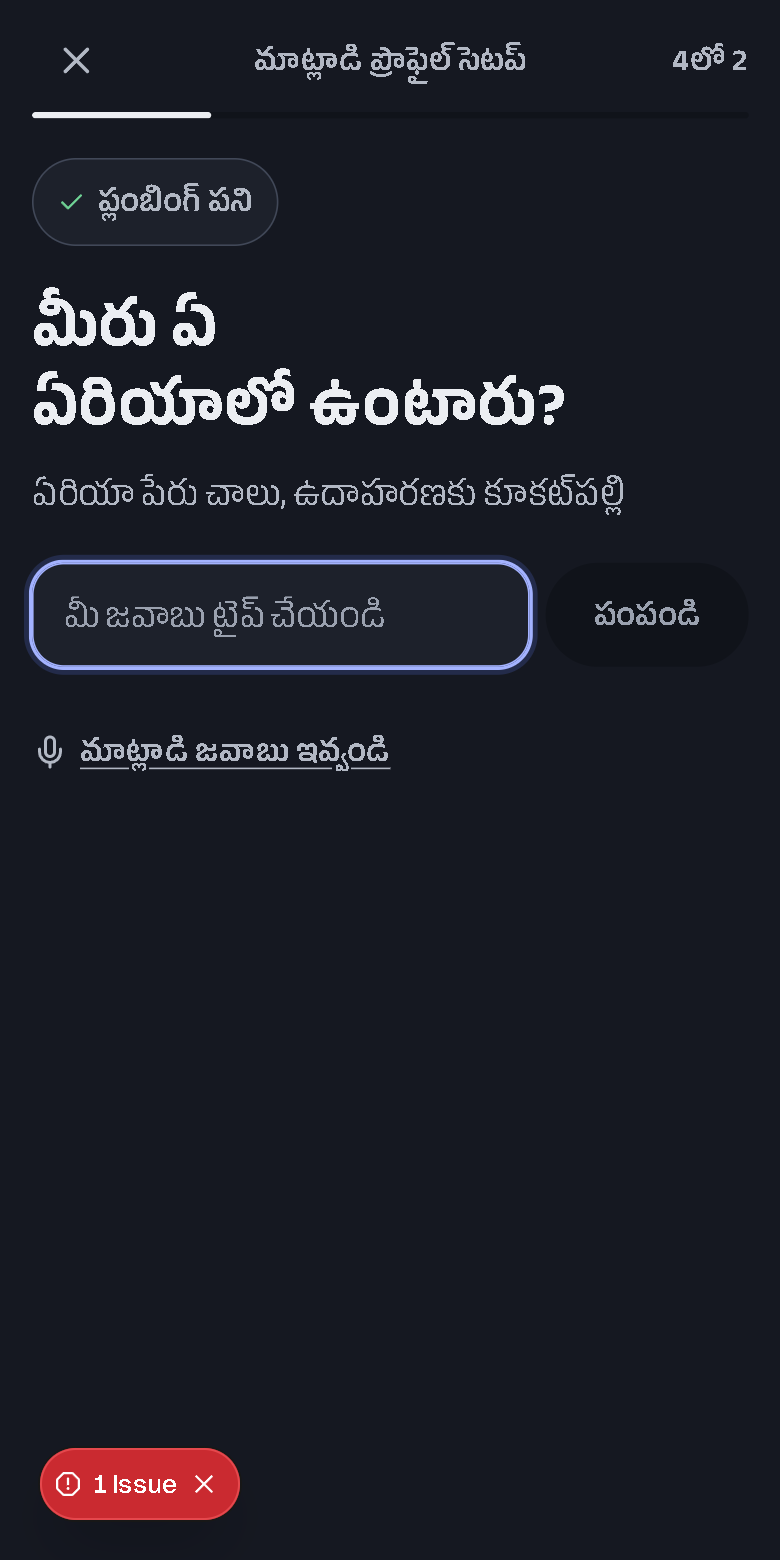 మాట్లాడి ప్రొఫైల్ సెటప్
4లో 2
ప్లంబింగ్ పని
మీరు ఏ
ఏరియాలో ఉంటారు?
ఏరియా పేరు చాలు, ఉదాహరణకు కూకట్‌పల్లి
మీ జవాబు టైప్ చేయండి
పంపండి
మాట్లాడి జవాబు ఇవ్వండి
1 Issue